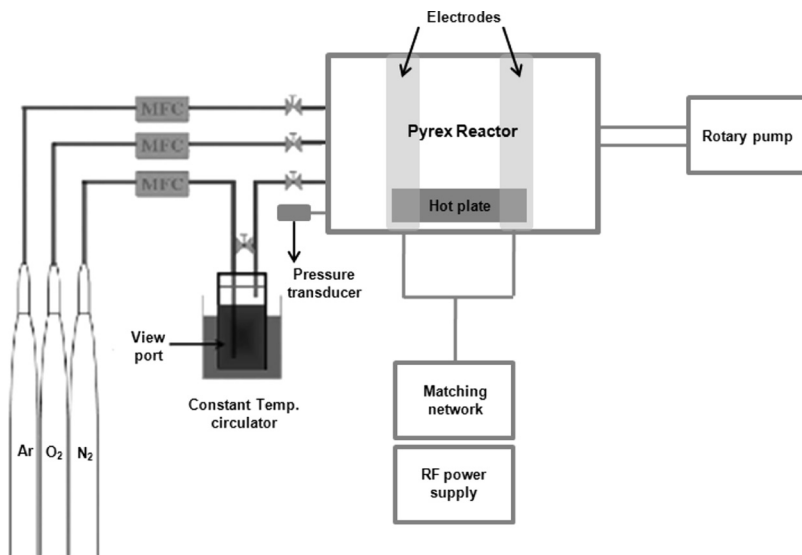 Electrodes
MFC
MFC
MFC
Pyrex Reactor
Rotary pump
Hot plate
Pressure
transducer
View
port
Constant Temp.
circulator
Matching
network
RF power
supply
Ar
O₂
N₂